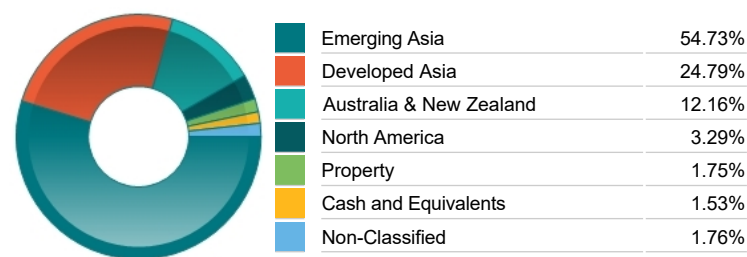 Emerging Asia 54.73%
Developed Asia 24.79%
Australia & New Zealand 12.16%
North America 3.29%
Property 1.75%
Cash and Equivalents 1.53%
Non-Classified 1.76%